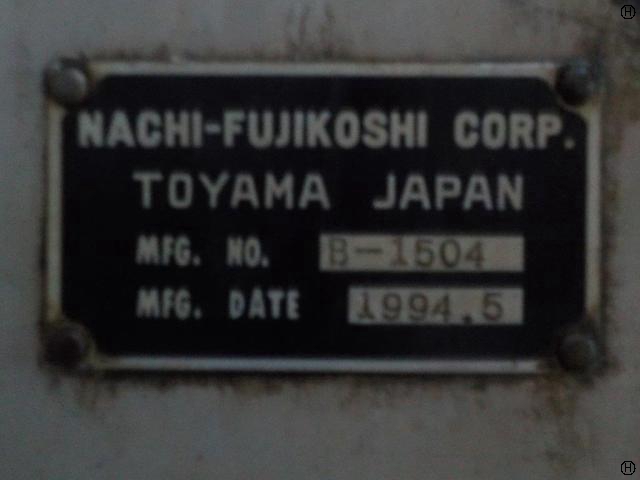 NACHI-FUJIKOSHI CORP.
TOYAMA JAPAN
MFG. NO. B-1504
MFG. DATE 1994.5